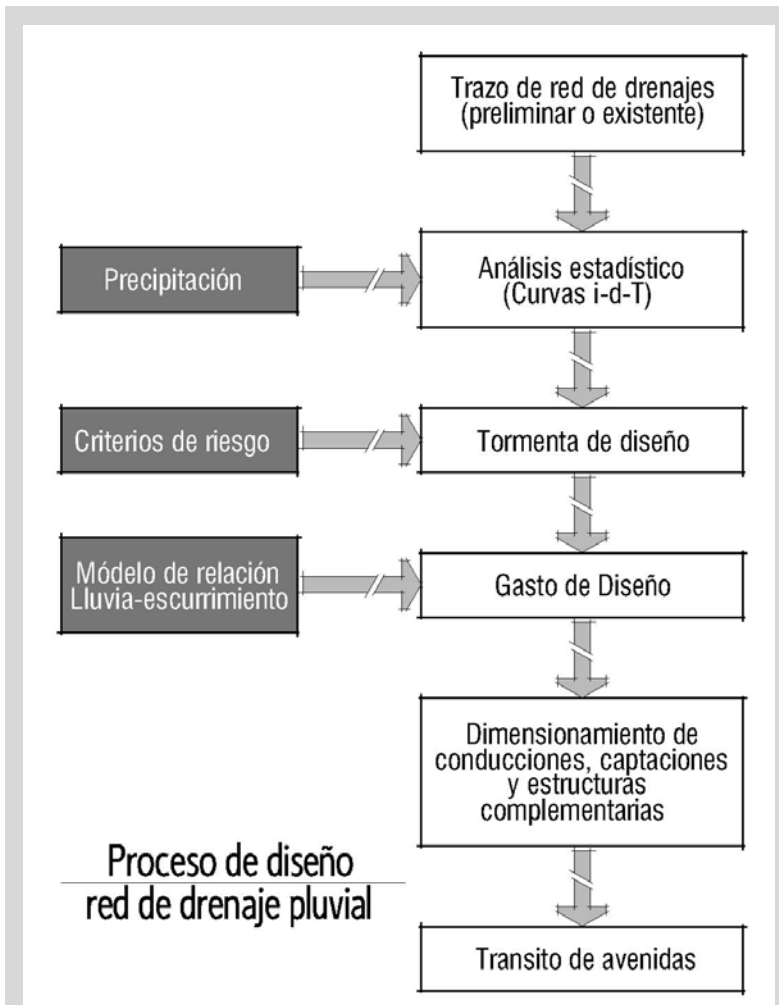 Trazo de red de drenajes
(preliminar o existente)
Precipitación
Análisis estadístico
(Curvas i-d-T)
Criterios de riesgo
Tormenta de diseño
Módelo de relación
Lluvia-escurrimiento
Gasto de Diseño
Dimensionamiento de
conducciones, captaciones
y estructuras
complementarias
Proceso de diseño
red de drenaje pluvial
Transito de avenidas